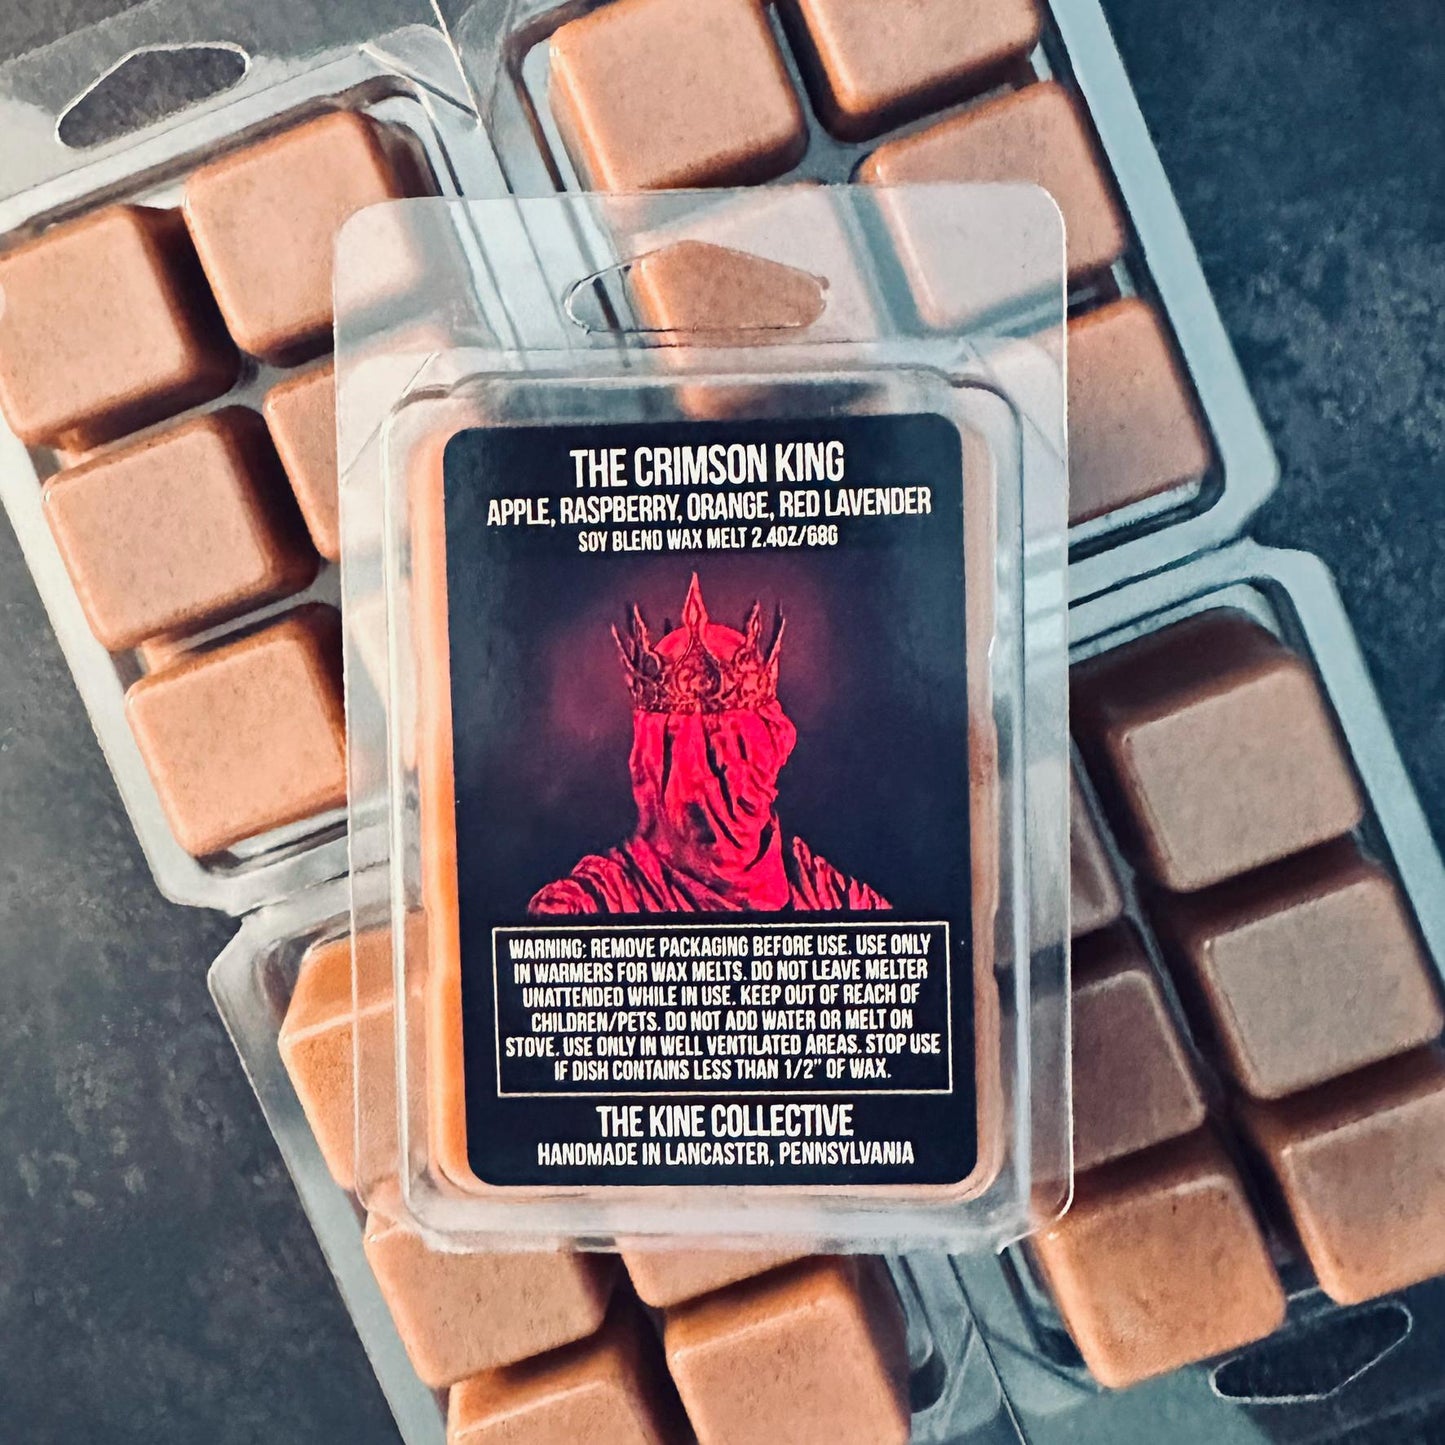 THE CRIMSON KING
APPLE, RASPBERRY, ORANGE, RED LAVENDER
SOY BLEND WAX MELT 2.4OZ/68G
WARNING: REMOVE PACKAGING BEFORE USE. USE ONLY
IN WARMERS FOR WAX MELTS. DO NOT LEAVE MELTER
UNATTENDED WHILE IN USE. KEEP OUT OF REACH OF
CHILDREN/PETS. DO NOT ADD WATER OR MELT ON
STOVE. USE ONLY IN WELL VENTILATED AREAS. STOP USE
IF DISH CONTAINS LESS THAN 1/2” OF WAX.
THE KINE COLLECTIVE
HANDMADE IN LANCASTER, PENNSYLVANIA